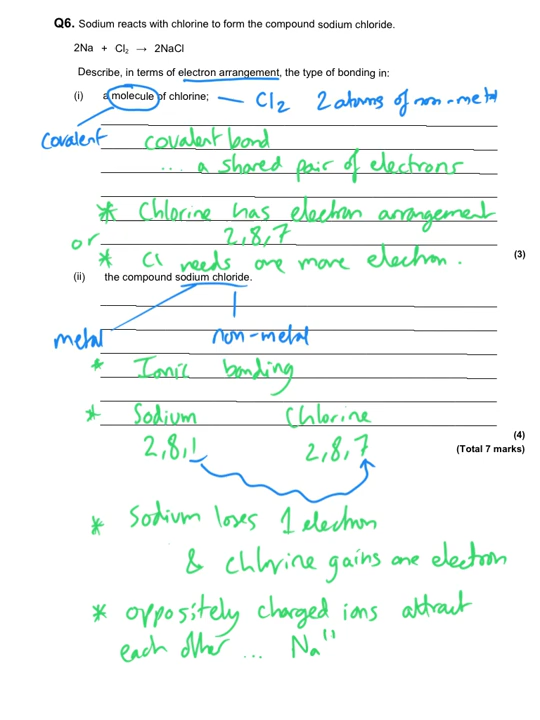 Q6. Sodium reacts with chlorine to form the compound sodium chloride.
2Na + Cl₂ → 2NaCl
Describe, in terms of electron arrangement, the type of bonding in:
(i) a molecule of chlorine; — Cl2 2 atoms of non-metal
Covalent covalent bond
... a shared pair of electrons
* Chlorine has electron arrangement
2,8,7
or
* Cl needs one more electron.
(3)
(ii) the compound sodium chloride.
metal non-metal
* Ionic bonding
* Sodium Chlorine
(4)
2,8,1 2,8,7
(Total 7 marks)
* Sodium loses 1 electron
& chlorine gains one electron
* oppositely charged ions attract
each other ... Na